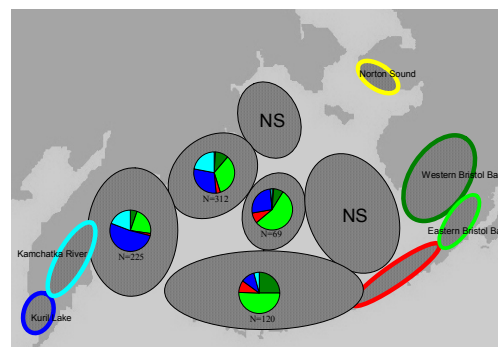 Norton Sound
NS
N=312
Western Bristol Ba
NS
N=69
Eastern Bristol Ba
Kamchatka River
N=225
Kuril Lake
N=120